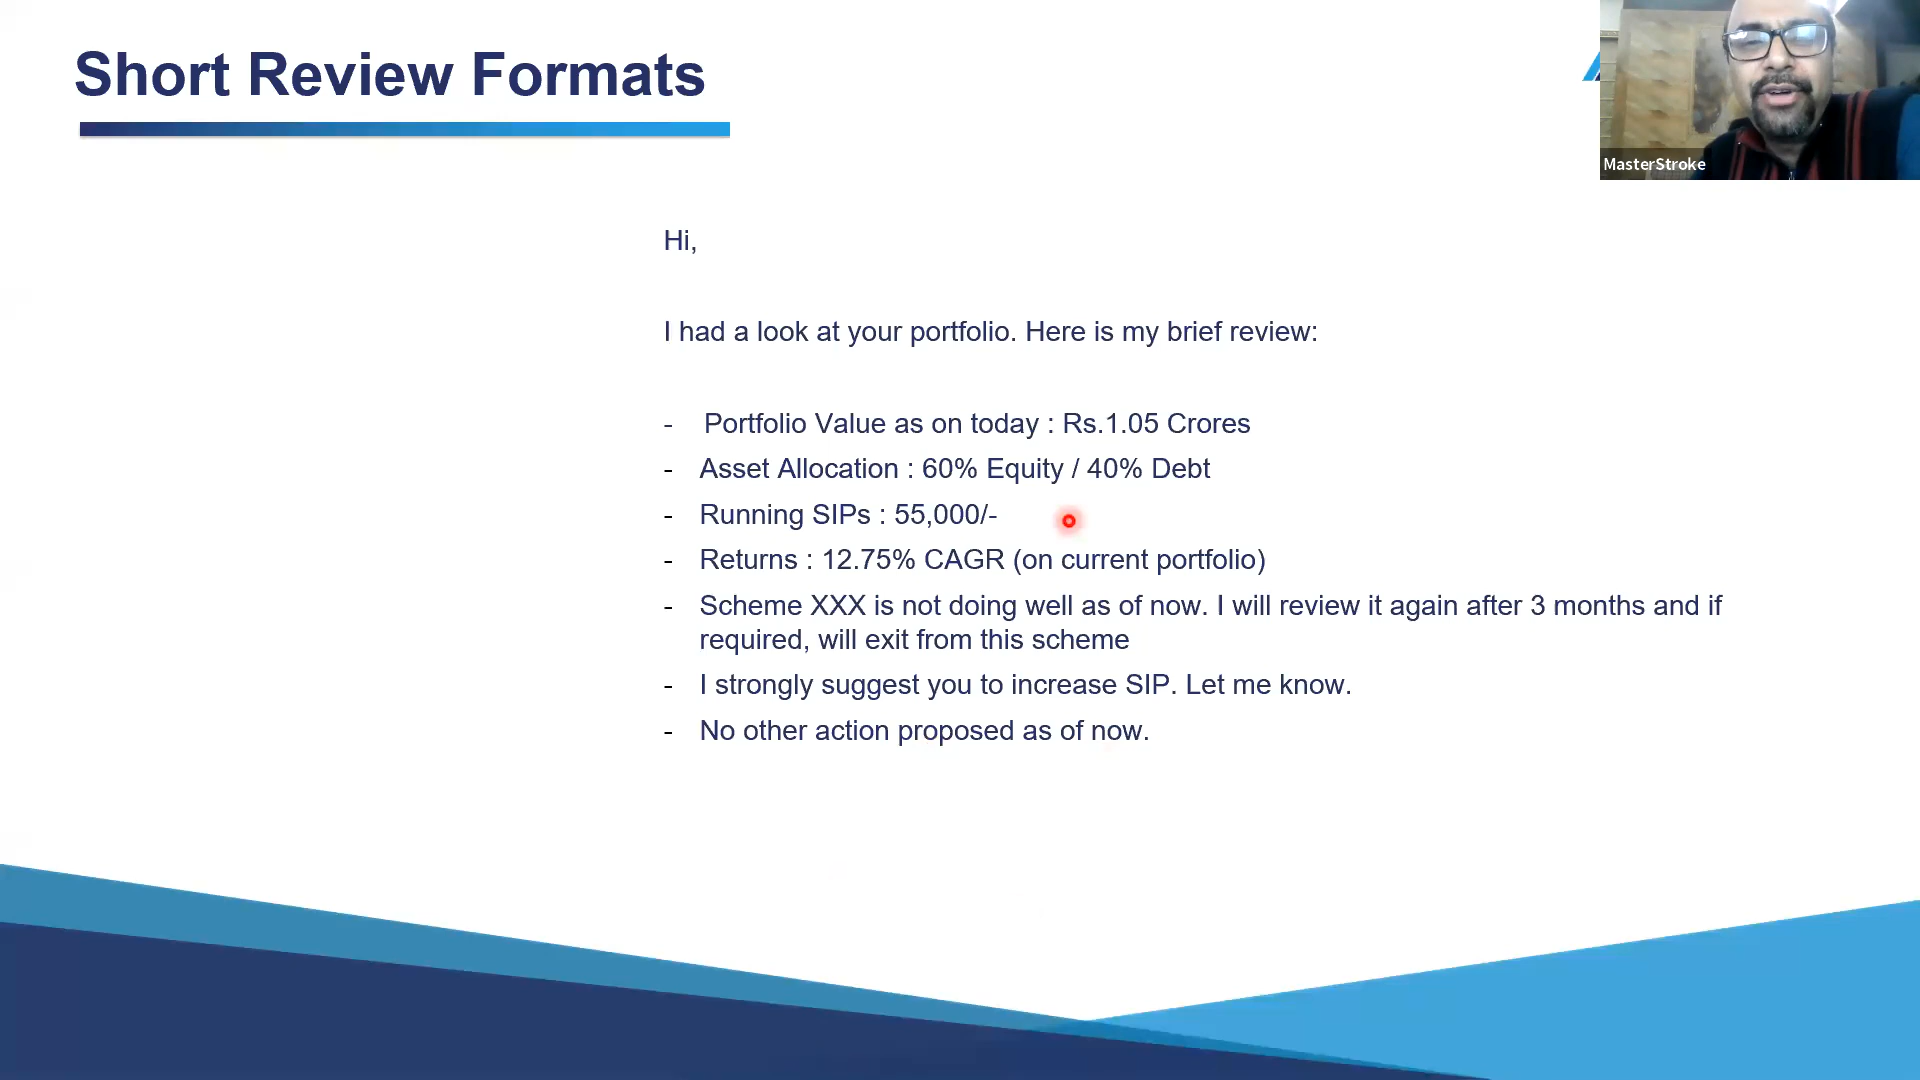 Short Review Formats
MasterStroke
Hi,
I had a look at your portfolio. Here is my brief review:
- Portfolio Value as on today : Rs.1.05 Crores
- Asset Allocation : 60% Equity / 40% Debt
- Running SIPs : 55,000/-
- Returns : 12.75% CAGR (on current portfolio)
- Scheme XXX is not doing well as of now. I will review it again after 3 months and if
required, will exit from this scheme
- I strongly suggest you to increase SIP. Let me know.
- No other action proposed as of now.